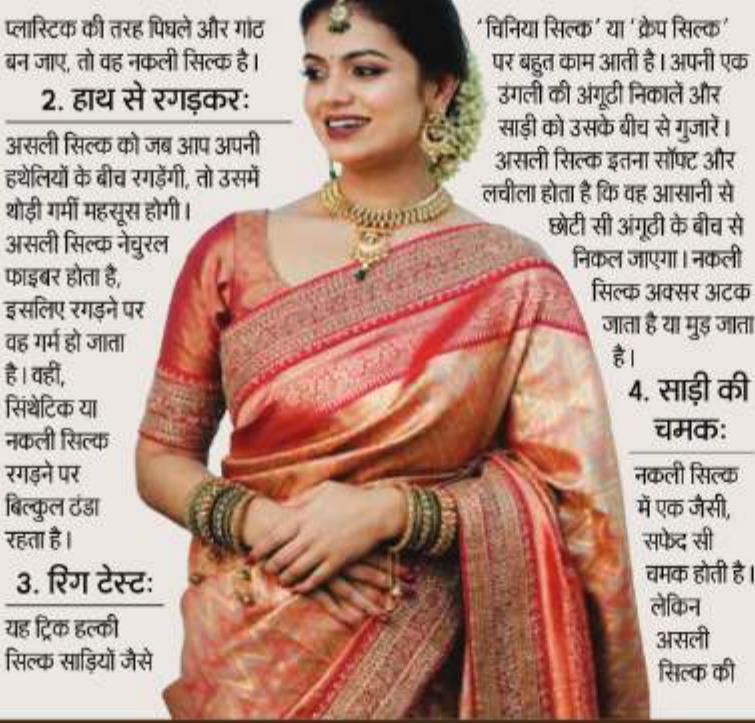 प्लास्टिक की तरह पिघले और गांठ
बन जाए, तो वह नकली सिल्क है।
2. हाथ से रगड़कर:
असली सिल्क को जब आप अपनी
हथेलियों के बीच रगड़ेंगी, तो उसमें
थोड़ी गर्मी महसूस होगी।
असली सिल्क नेचुरल
फाइबर होता है,
इसलिए रगड़ने पर
वह गर्म हो जाता
है। वहीं,
सिंथेटिक या
नकली सिल्क
रगड़ने पर
बिल्कुल ठंडा
रहता है।
3. रिंग टेस्ट:
यह ट्रिक हल्की
सिल्क साड़ियों जैसे
'चिनिया सिल्क' या 'क्रेप सिल्क'
पर बहुत काम आती है। अपनी एक
उंगली की अंगूठी निकालें और
साड़ी को उसके बीच से गुजारें।
असली सिल्क इतना सॉफ्ट और
लचीला होता है कि वह आसानी से
छोटी सी अंगूठी के बीच से
निकल जाएगा। नकली
सिल्क अक्सर अटक
जाता है या मुड़ जाता
है।
4. साड़ी की
चमक:
नकली सिल्क
में एक जैसी,
सफेद सी
चमक होती है।
लेकिन
असली
सिल्क की